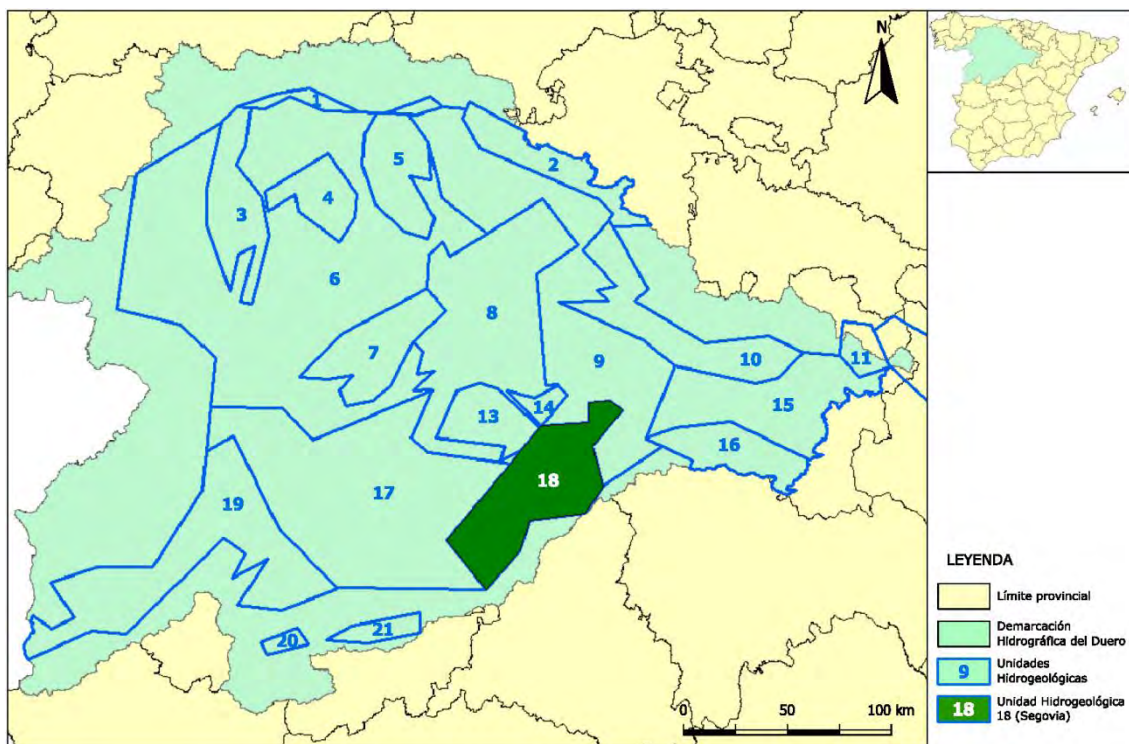 N
1
2
5
4
3
6
8
7
9
10
11
13
14
15
16
18
17
19
20
21
0 50 100 km
LEYENDA
Límite provincial
Demarcación
Hidrográfica del Duero
9
Unidades
Hidrogeológicas
18
Unidad Hidrogeológica
18 (Segovia)